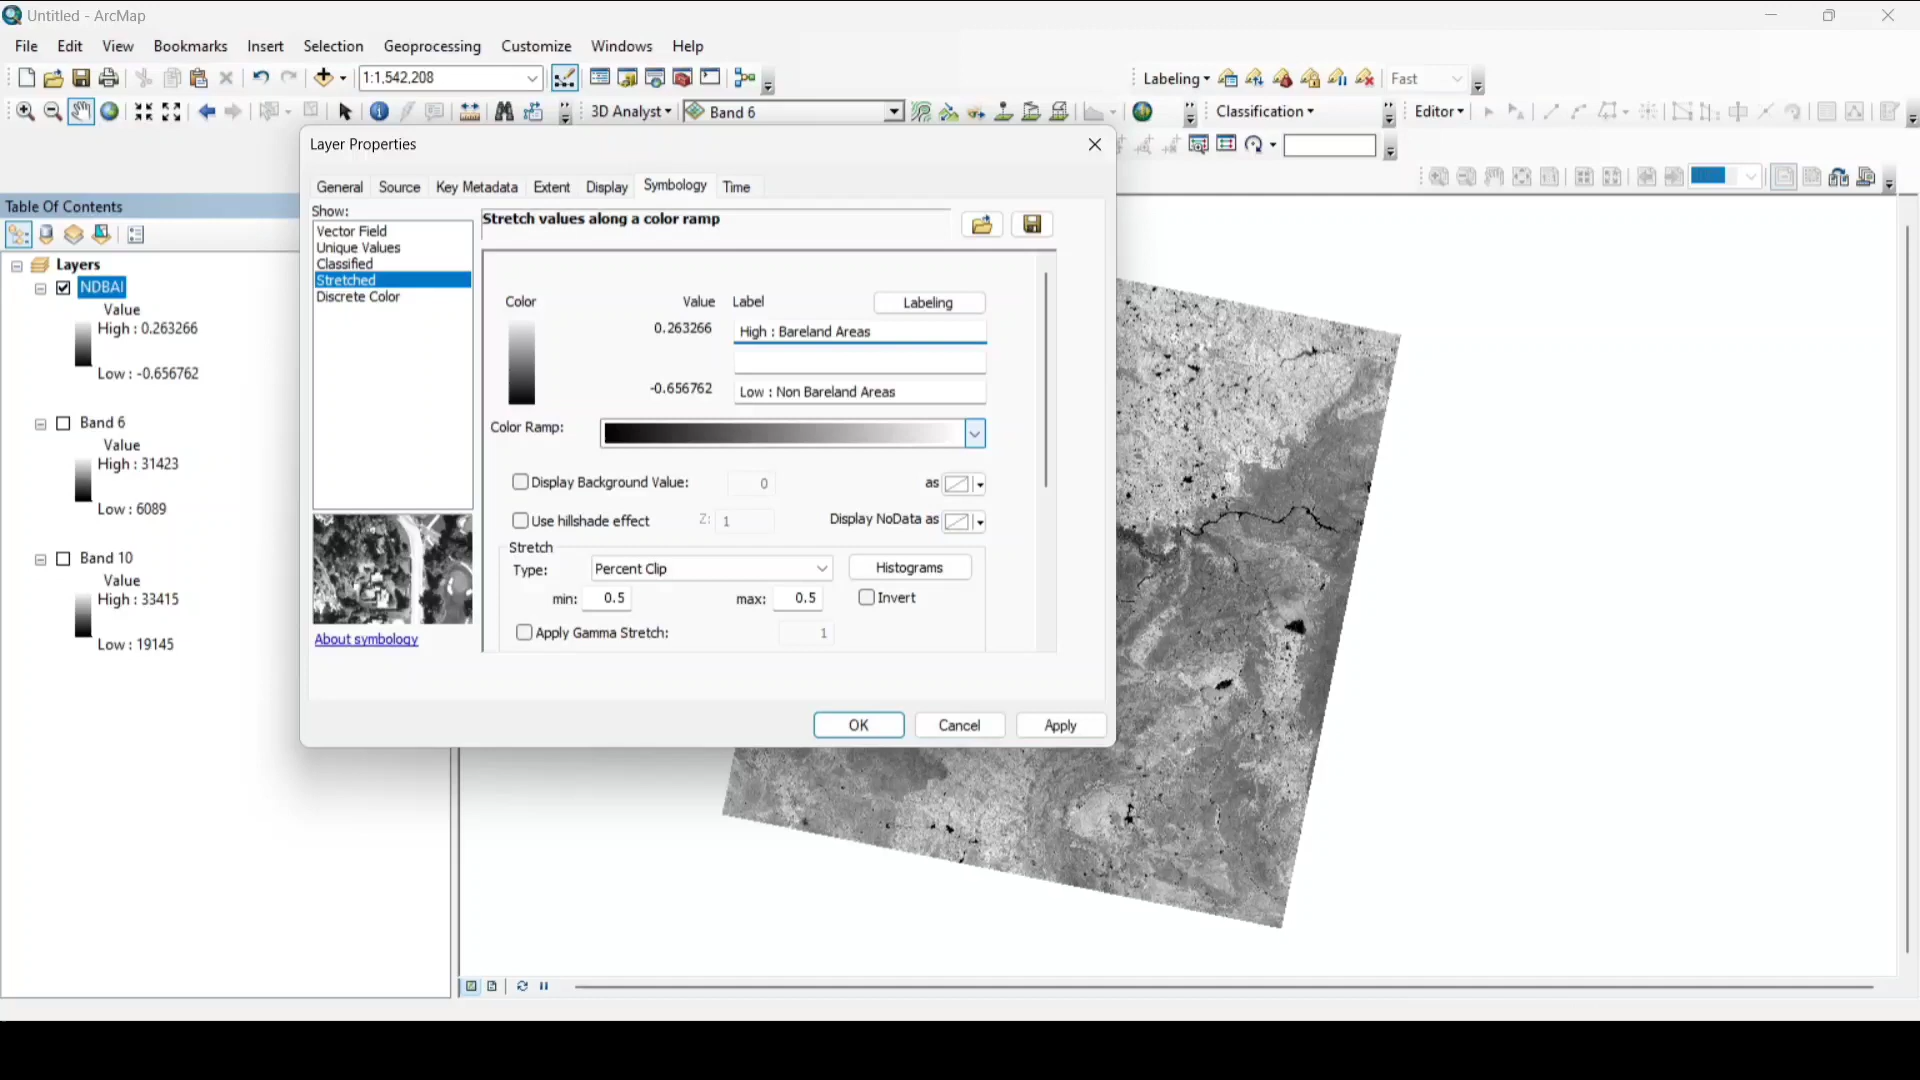 Untitled - ArcMap
File Edit View Bookmarks Insert Selection Geoprocessing Customize Windows Help
1:1,542,208 Labeling Fast
3D Analyst Band 6 Classification Editor
Layer Properties
General Source Key Metadata Extent Display Symbology Time
Table Of Contents
Show:
Vector Field
Unique Values
Classified
Stretched
Discrete Color
About symbology
Stretch values along a color ramp
Color Value Label Labeling
0.263266 High : Bareland Areas
-0.656762 Low : Non Bareland Areas
Color Ramp:
Display Background Value: 0 as
Use hillshade effect Z: 1 Display NoData as
Stretch
Type: Percent Clip Histograms
min: 0.5 max: 0.5 Invert
Apply Gamma Stretch: 1
OK Cancel Apply
Layers
NDBAI
Value
High : 0.263266
Low : -0.656762
Band 6
Value
High : 31423
Low : 6089
Band 10
Value
High : 33415
Low : 19145